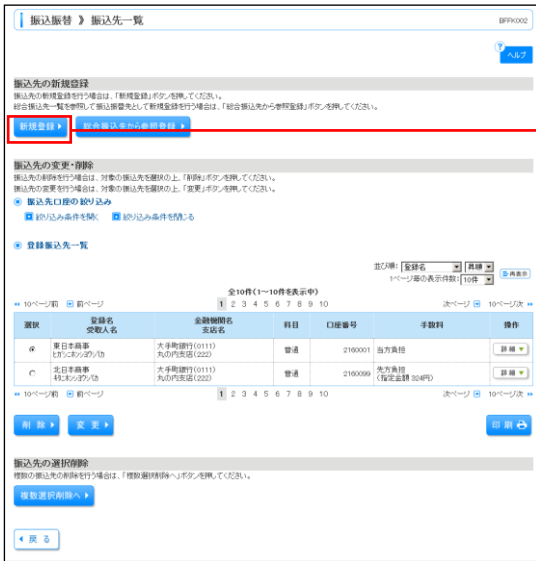 振込振替 》 振込先一覧
BFFK002
? ヘルプ
振込先の新規登録
振込先の新規登録を行う場合は、「新規登録」ボタンを押してください。
総合振込先一覧を参照して振込振替先として新規登録を行う場合は、「総合振込先から参照登録」ボタンを押してください。
新規登録 総合振込先から参照登録
振込先の変更・削除
振込先の削除を行う場合は、対象の振込先を選択の上、「削除」ボタンを押してください。
振込先の変更を行う場合は、対象の振込先を選択の上、「変更」ボタンを押してください。
振込先口座の絞り込み
絞り込み条件を開く 絞り込み条件を閉じる
登録振込先一覧
並び順: 登録名 昇順
1ページ毎の表示件数: 10件 再表示
全10件(1～10件を表示中)
10ページ前 前ページ 1 2 3 4 5 6 7 8 9 10 次ページ 10ページ次
選択 登録名 受取人名 金融機関名 支店名 科目 口座番号 手数料 操作
東日本商事 大手町銀行(0111) 普通 2160001 当方負担 詳細
ヒガシニホンシヨウジ(カ 丸の内支店(222)
北日本商事 大手町銀行(0111) 普通 2160099 先方負担 詳細
キタニホンシヨウジ(カ 丸の内支店(222) (指定金額 324円)
10ページ前 前ページ 1 2 3 4 5 6 7 8 9 10 次ページ 10ページ次
削除 変更 印刷
振込先の選択削除
複数の振込先の削除を行う場合は、「複数選択削除へ」ボタンを押してください。
複数選択削除へ
戻る